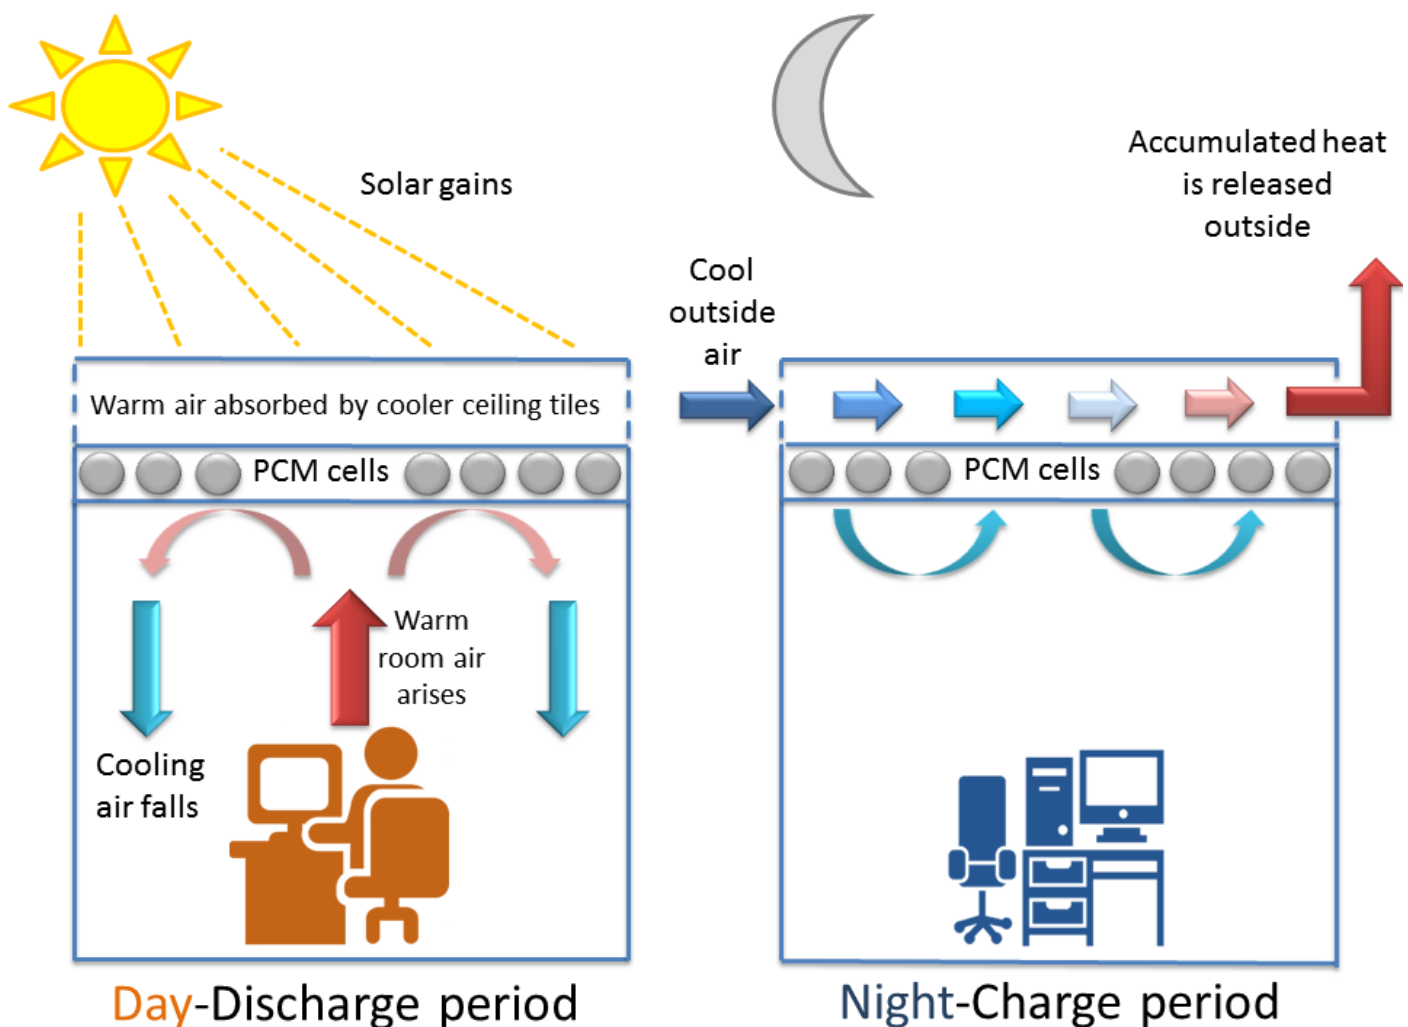 Solar gains
Warm air absorbed by cooler ceiling tiles
PCM cells
Warm
room air
arises
Cooling
air falls
Day-Discharge period
Cool
outside
air
Accumulated heat
is released
outside
PCM cells
Night-Charge period